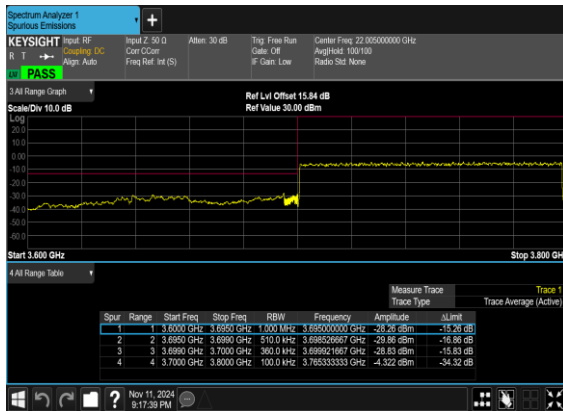 Spectrum Analyzer 1
Spurious Emissions
KEYSIGHT Input: RF Input Z: 50 Ω Atten: 30 dB Trig: Free Run Center Freq: 22.005000000 GHz
R T Coupling: DC Corr CCorr Gate: Off Avg|Hold: 100/100
Align: Auto Freq Ref: Int (S) IF Gain: Low Radio Std: None
PASS
3 All Range Graph
Ref Lvl Offset 15.84 dB
Scale/Div 10.0 dB Ref Value 30.00 dBm
Log
20.0
10.0
0.00
-10.0
-20.0
-30.0
-40.0
-50.0
-60.0
Start 3.600 GHz Stop 3.800 GH
4 All Range Table
Measure Trace Trace 1
Trace Type Trace Average (Active)
Spur Range Start Freq Stop Freq RBW Frequency Amplitude ΔLimit
1 1 3.6000 GHz 3.6950 GHz 1.000 MHz 3.695000000 GHz -28.26 dBm -15.26 dB
2 2 3.6950 GHz 3.6990 GHz 510.0 kHz 3.698526667 GHz -29.86 dBm -16.86 dB
3 3 3.6990 GHz 3.7000 GHz 360.0 kHz 3.699921667 GHz -28.83 dBm -15.83 dB
4 4 3.7000 GHz 3.8000 GHz 100.0 kHz 3.765333333 GHz -4.322 dBm -34.32 dB
Nov 11, 2024
9:17:39 PM